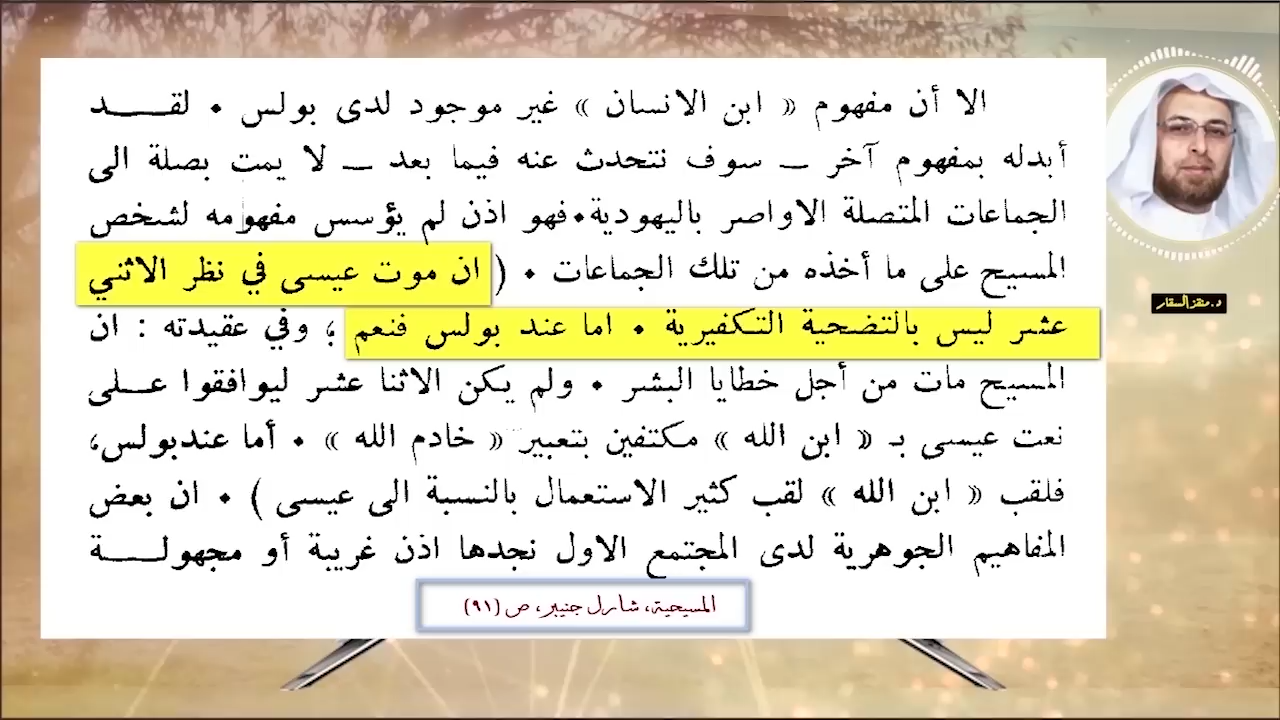 الا أن مفهوم « ابن الانسان » غير موجود لدى بولس • لقـــد
أبدله بمفهوم آخر — سوف نتحدث عنه فيما بعد — لا يمت بصلة الى
الجماعات المتصلة الاواصر باليهودية•فهو اذن لم يؤسس مفهومه لشخص
المسيح على ما أخذه من تلك الجماعات • ( ان موت عيسى في نظر الاثني
عشر ليس بالتضحية التكفيرية • اما عند بولس فنعم ؛ وفي عقيدته : ان
المسيح مات من أجل خطايا البشر • ولم يكن الاثنا عشر ليوافقوا عـلى
نعت عيسى بـ « ابن الله » مكتفين بتعبير « خادم الله » • أما عندبولس،
فلقب « ابن الله » لقب كثير الاستعمال بالنسبة الى عيسى ) • ان بعض
المفاهيم الجوهرية لدى المجتمع الاول نجدها اذن غريبة أو مجهولـــة
المسيحية، شارل جنيبر، ص (٩١)
د. منقذ السقار